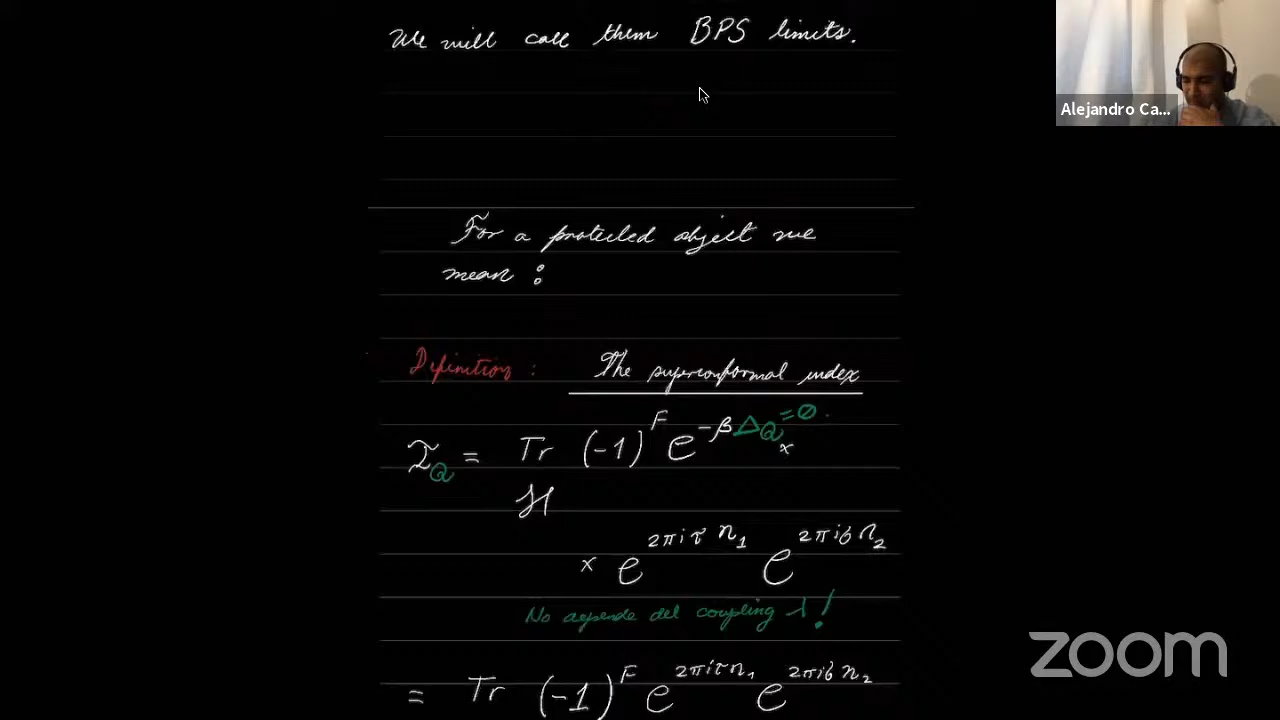 We will call them BPS limits.
Alejandro Ca...
For a protected object we
mean :
Definition : The superconformal index
I_Q = Tr_H (-1)^F e^{-βΔ_Q=0} ×
× e^{2πiτ n_1} e^{2πiσ n_2}
No depende del coupling λ!
= Tr (-1)^F e^{2πiτ n_1} e^{2πiσ n_2}
zoom